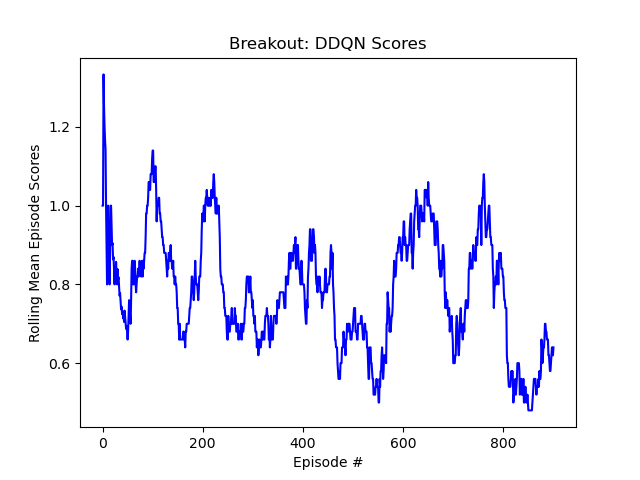 Breakout: DDQN Scores
Rolling Mean Episode Scores
1.2
1.0
0.8
0.6
0 200 400 600 800
Episode #